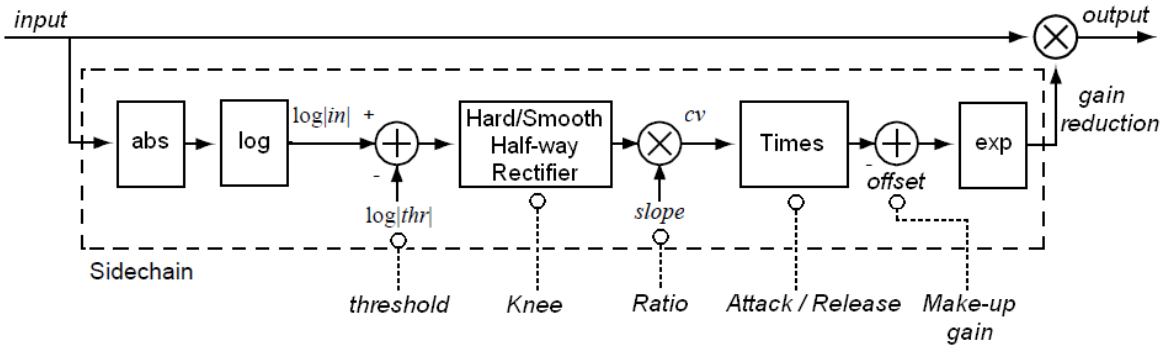 input
output
abs
log
log|in|
+
-
log|thr|
Hard/Smooth
Half-way
Rectifier
cv
slope
Times
-
offset
exp
gain
reduction
Sidechain
threshold
Knee
Ratio
Attack / Release
Make-up
gain